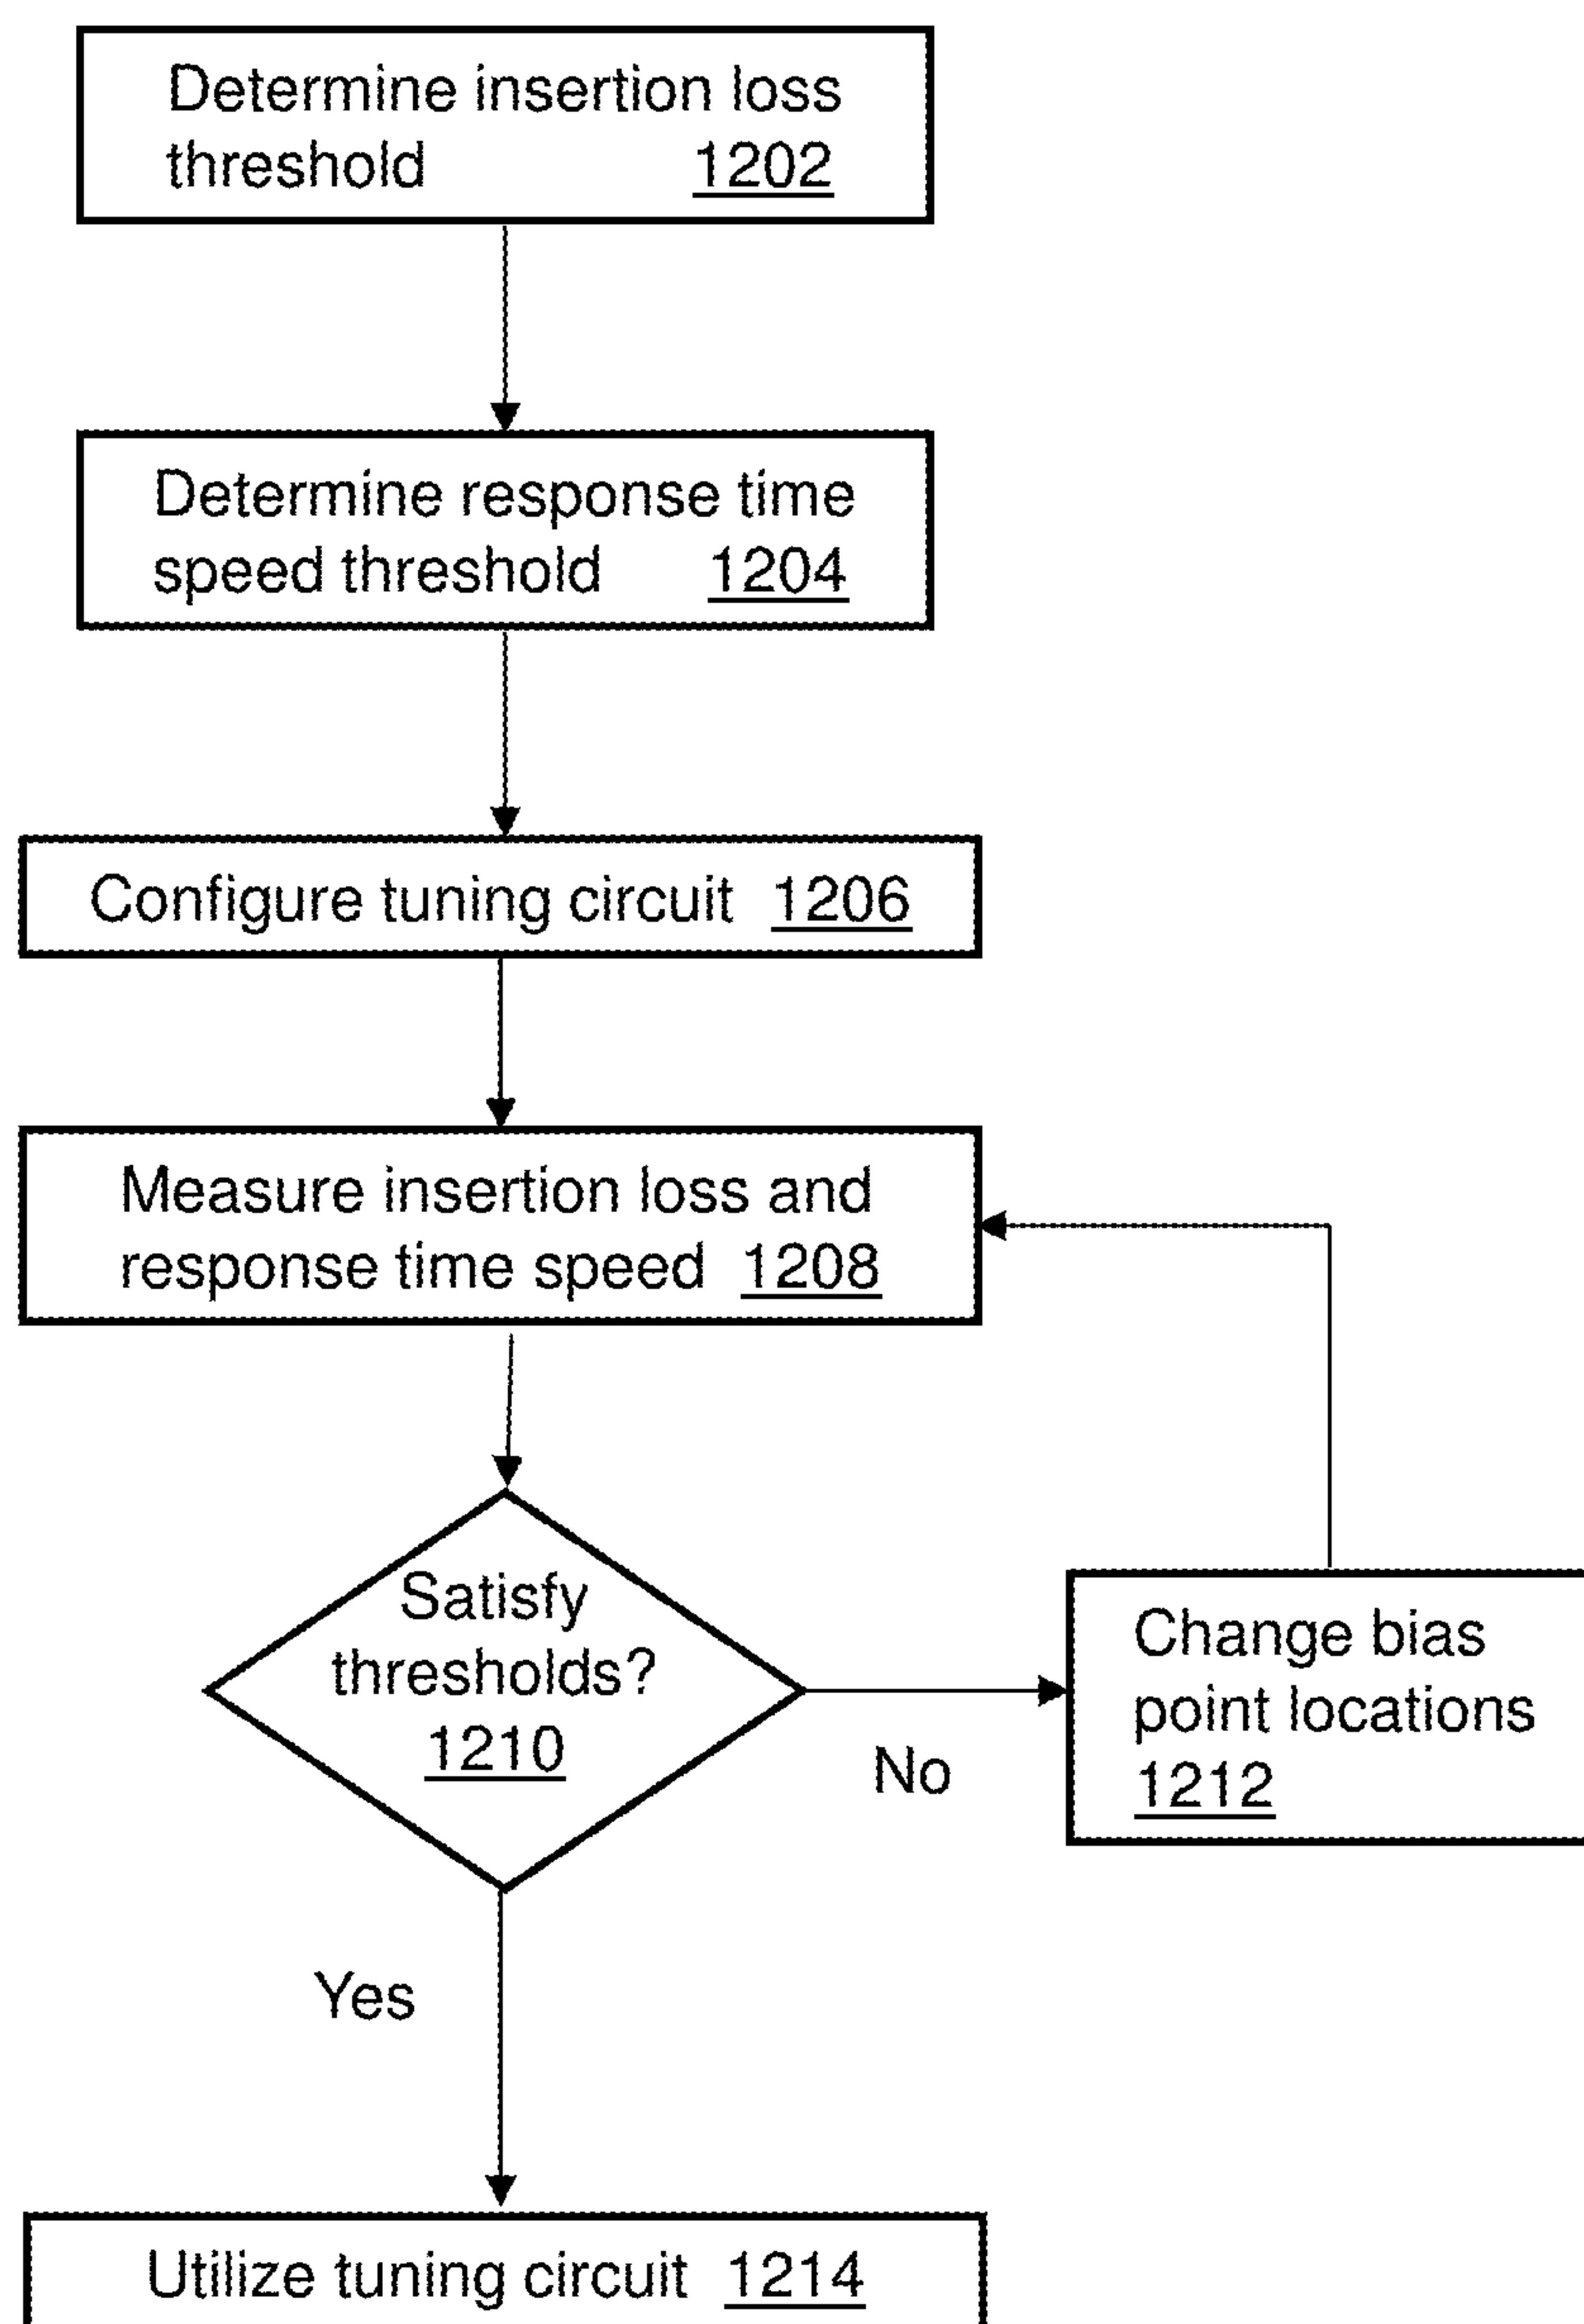 Determine insertion loss
threshold 1202
Determine response time
speed threshold 1204
Configure tuning circuit 1206
Measure insertion loss and
response time speed 1208
Satisfy
thresholds?
1210
No
Change bias
point locations
1212
Yes
Utilize tuning circuit 1214